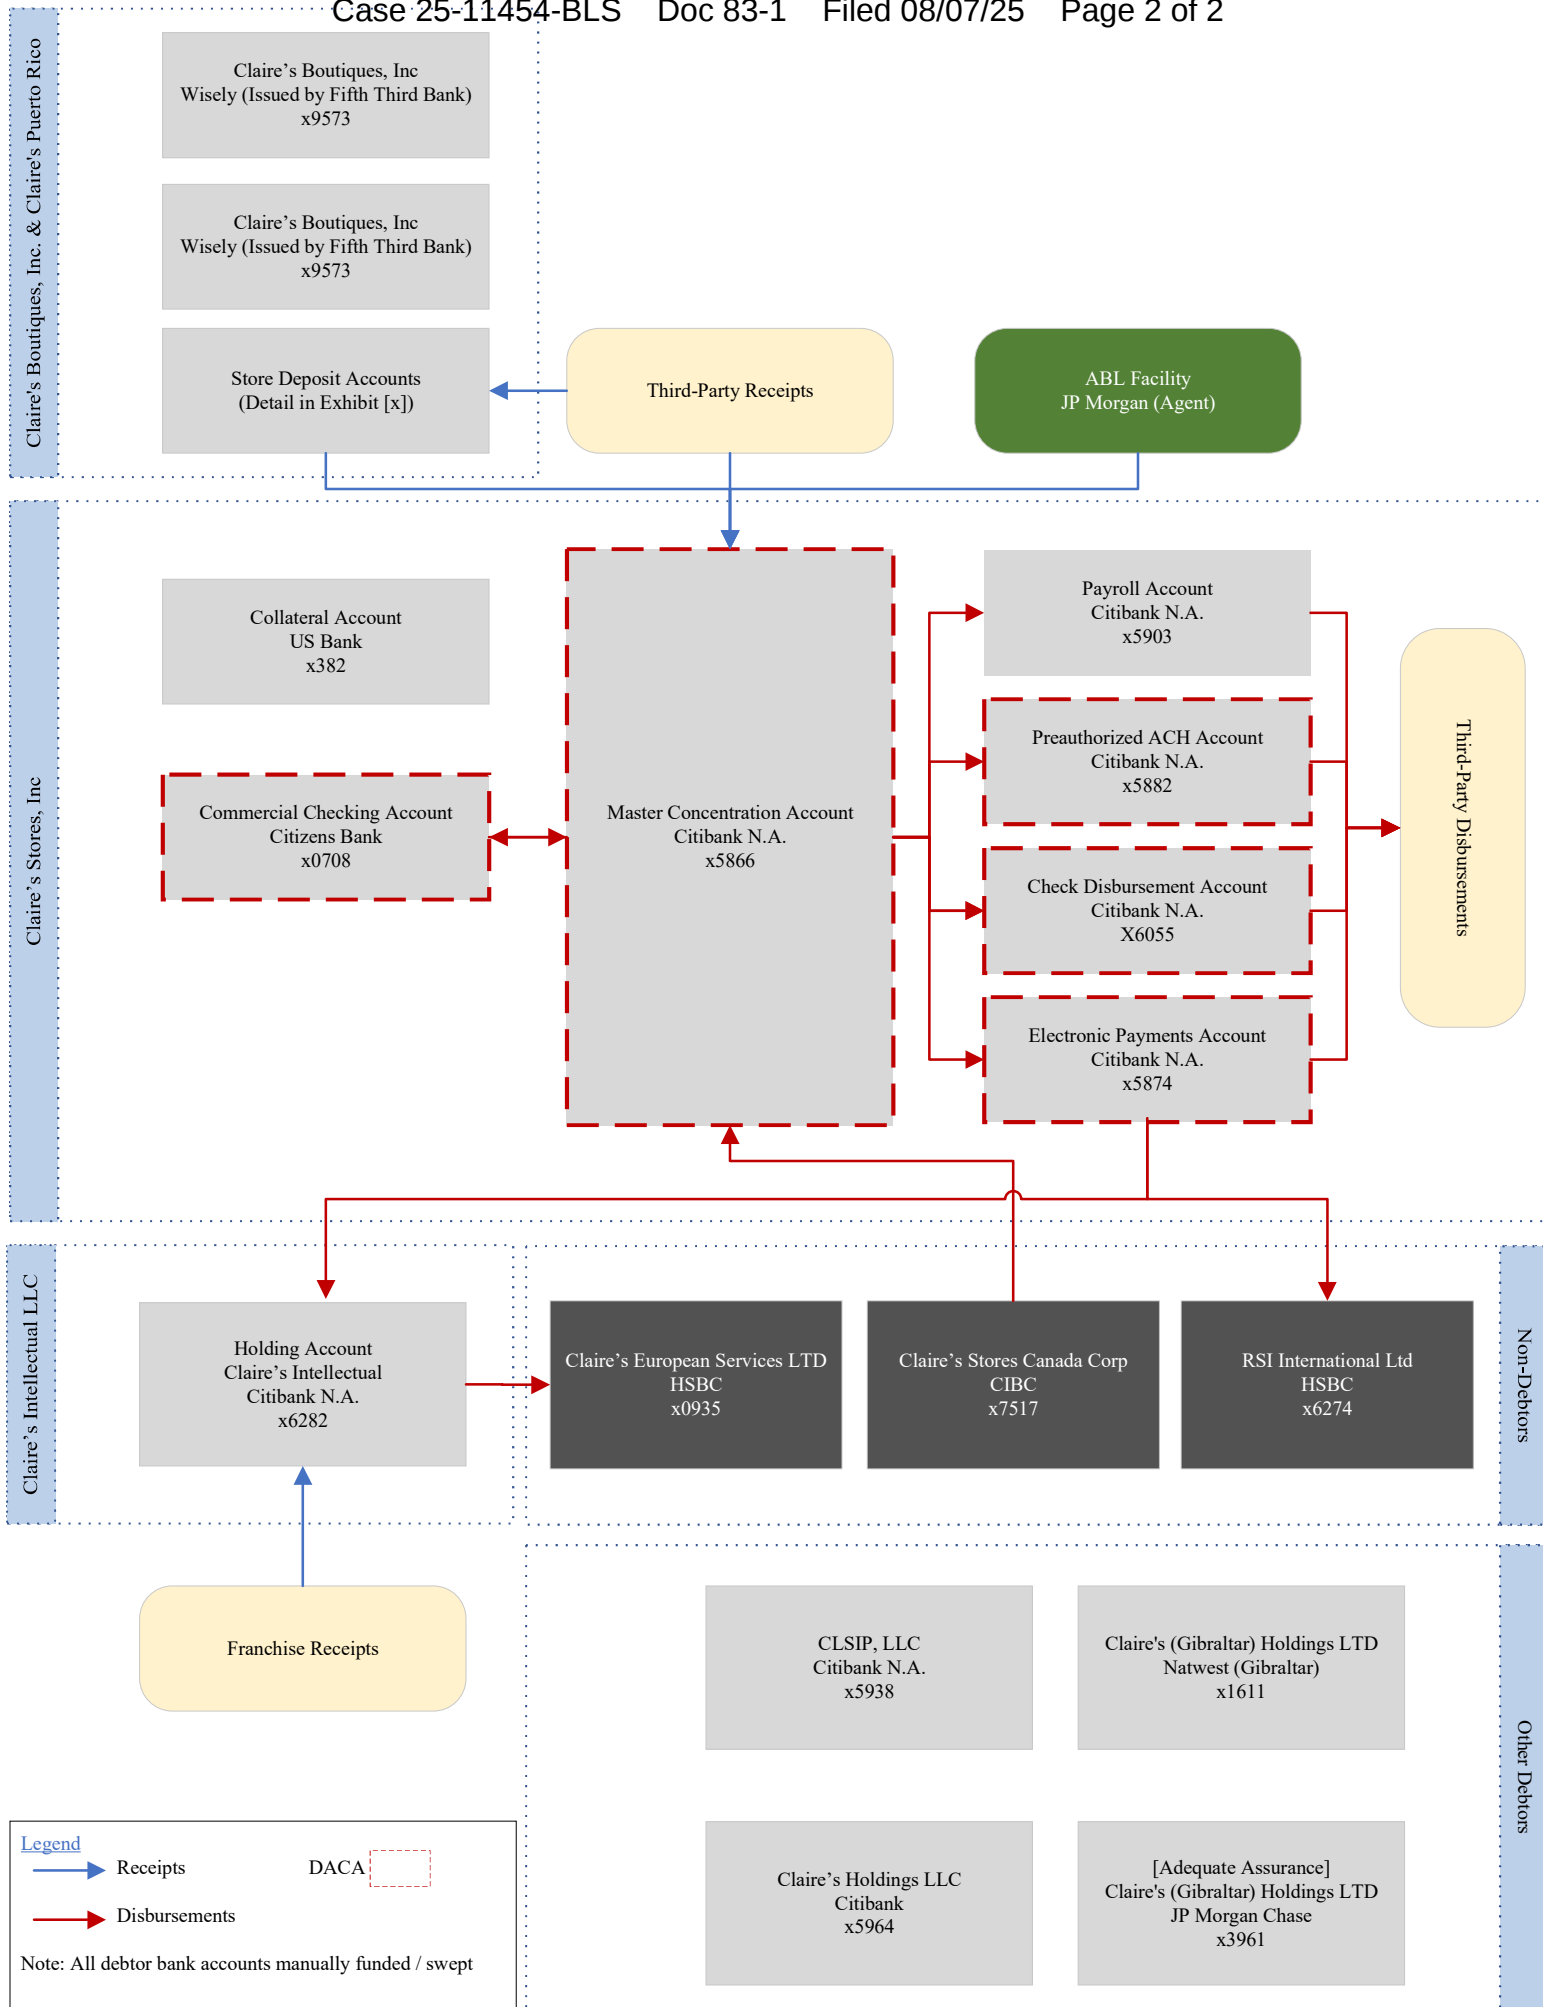 Case 25-11454-BLS Doc 83-1 Filed 08/07/25 Page 2 of 2
Claire's Boutiques, Inc. & Claire's Puerto Rico
Claire’s Boutiques, Inc
Wisely (Issued by Fifth Third Bank)
x9573
Claire’s Boutiques, Inc
Wisely (Issued by Fifth Third Bank)
x9573
Store Deposit Accounts
(Detail in Exhibit [x])
Third-Party Receipts
ABL Facility
JP Morgan (Agent)
Claire’s Stores, Inc
Collateral Account
US Bank
x382
Commercial Checking Account
Citizens Bank
x0708
Master Concentration Account
Citibank N.A.
x5866
Payroll Account
Citibank N.A.
x5903
Preauthorized ACH Account
Citibank N.A.
x5882
Check Disbursement Account
Citibank N.A.
X6055
Electronic Payments Account
Citibank N.A.
x5874
Third-Party Disbursements
Claire’s Intellectual LLC
Holding Account
Claire’s Intellectual
Citibank N.A.
x6282
Claire’s European Services LTD
HSBC
x0935
Claire’s Stores Canada Corp
CIBC
x7517
RSI International Ltd
HSBC
x6274
Non-Debtors
Franchise Receipts
CLSIP, LLC
Citibank N.A.
x5938
Claire's (Gibraltar) Holdings LTD
Natwest (Gibraltar)
x1611
Claire’s Holdings LLC
Citibank
x5964
[Adequate Assurance]
Claire's (Gibraltar) Holdings LTD
JP Morgan Chase
x3961
Other Debtors
Legend
Receipts
DACA
Disbursements
Note: All debtor bank accounts manually funded / swept